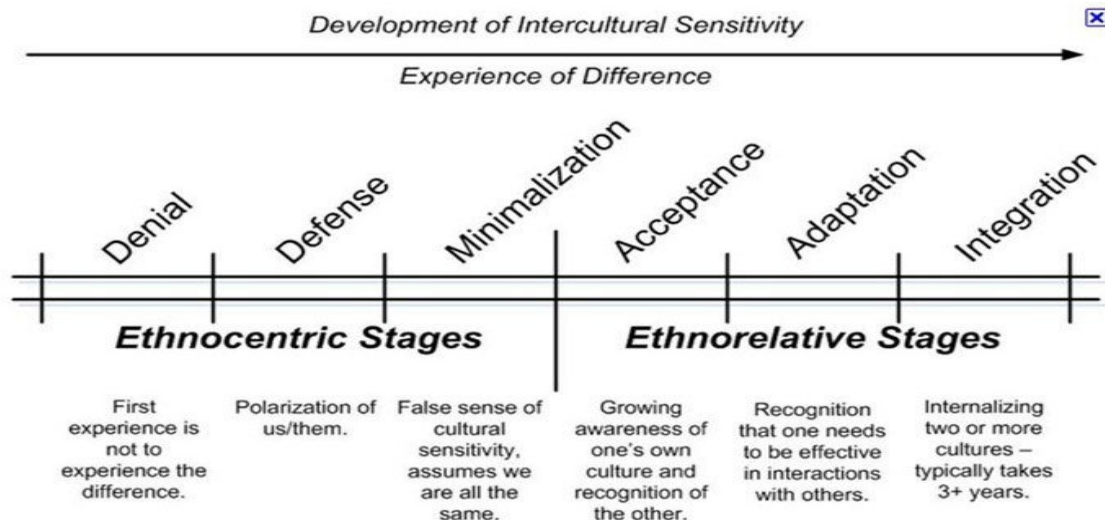 Development of Intercultural Sensitivity
Experience of Difference
Denial
Defense
Minimalization
Acceptance
Adaptation
Integration
Ethnocentric Stages
Ethnorelative Stages
First
experience is
not to
experience the
difference.
Polarization of
us/them.
False sense of
cultural
sensitivity,
assumes we
are all the
same.
Growing
awareness of
one's own
culture and
recognition of
the other.
Recognition
that one needs
to be effective
in interactions
with others.
Internalizing
two or more
cultures –
typically takes
3+ years.